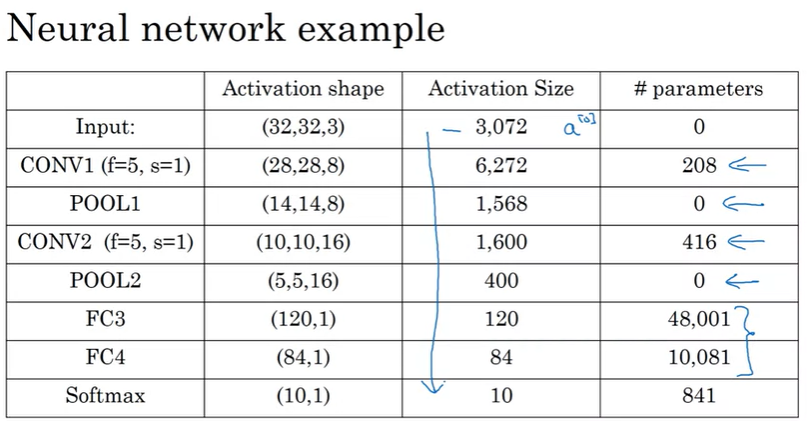 Neural network example
Activation shape Activation Size # parameters
Input: (32,32,3) 3,072 a[0] 0
CONV1 (f=5, s=1) (28,28,8) 6,272 208
POOL1 (14,14,8) 1,568 0
CONV2 (f=5, s=1) (10,10,16) 1,600 416
POOL2 (5,5,16) 400 0
FC3 (120,1) 120 48,001
FC4 (84,1) 84 10,081
Softmax (10,1) 10 841